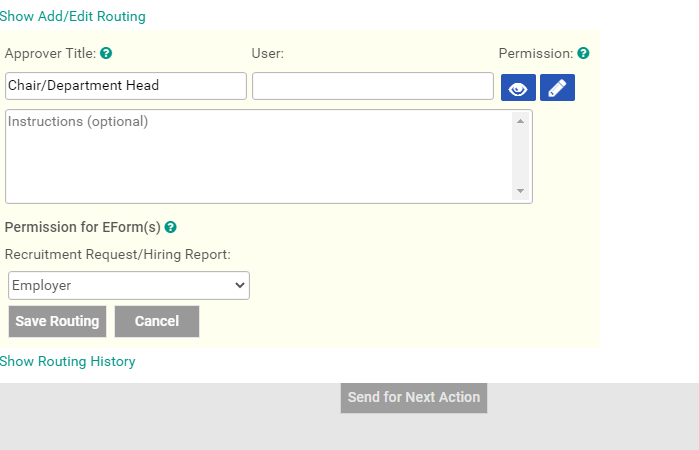 Show Add/Edit Routing
Approver Title: ? User: Permission: ?
Chair/Department Head
Instructions (optional)
Permission for EForm(s) ?
Recruitment Request/Hiring Report:
Employer
Save Routing Cancel
Show Routing History
Send for Next Action